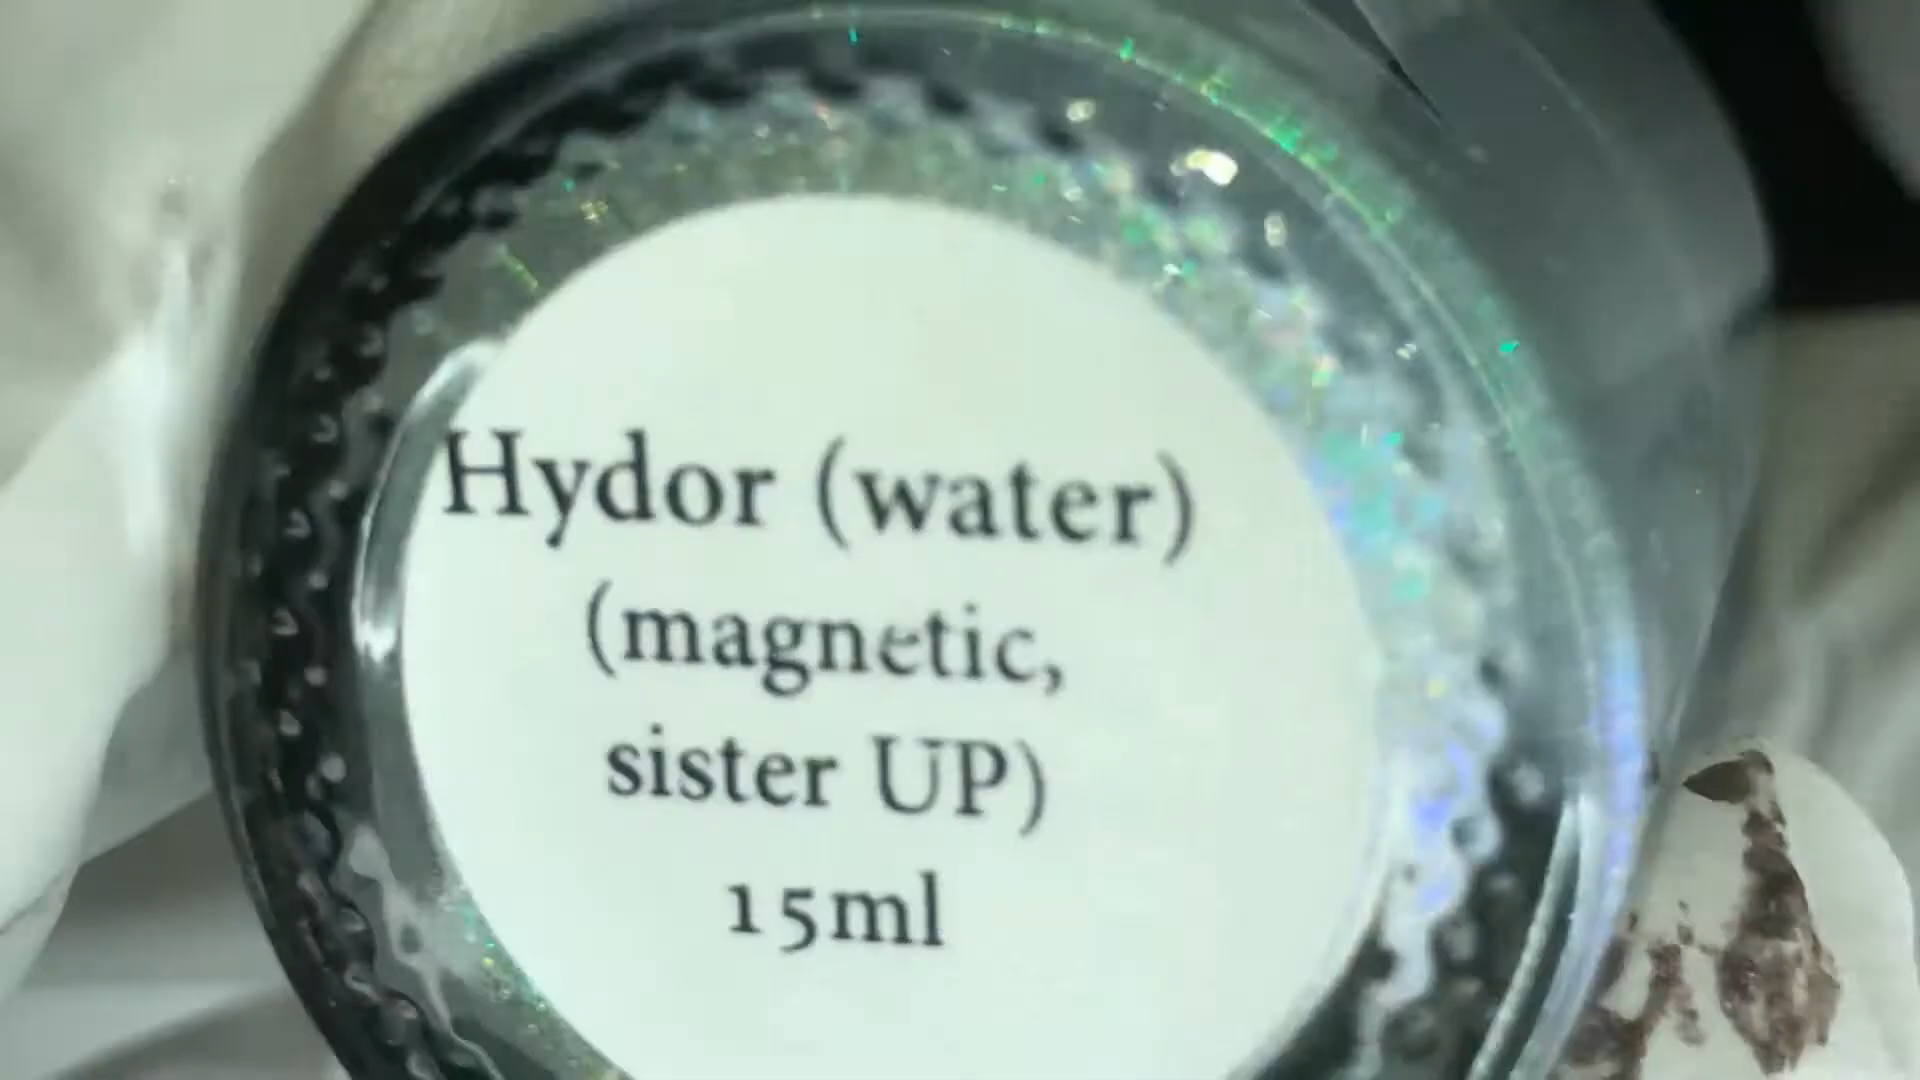 Hydor (water)
(magnetic,
sister UP)
15ml